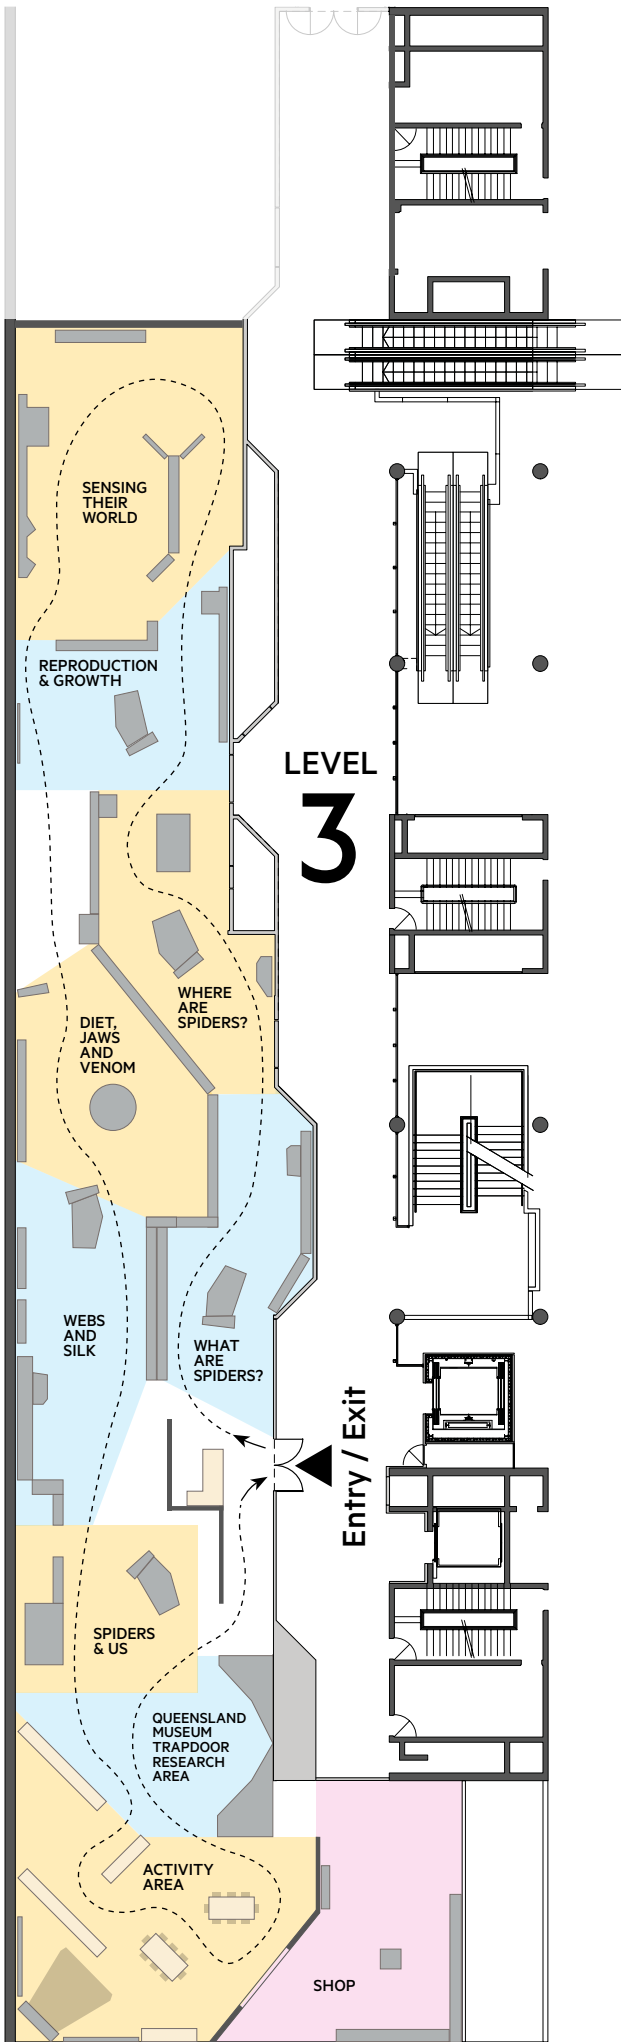 SENSING
THEIR
WORLD
REPRODUCTION
& GROWTH
LEVEL
3
WHERE
ARE
SPIDERS?
DIET,
JAWS
AND
VENOM
WEBS
AND
SILK
WHAT
ARE
SPIDERS?
Entry / Exit
SPIDERS
& US
QUEENSLAND
MUSEUM
TRAPDOOR
RESEARCH
AREA
ACTIVITY
AREA
SHOP